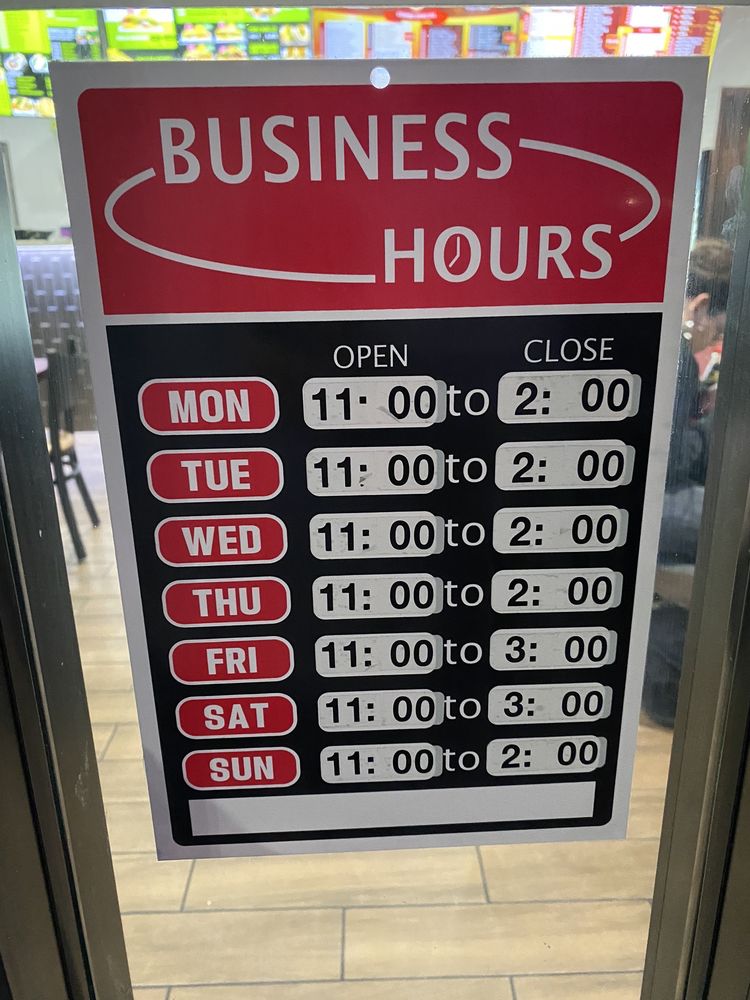 BUSINESS
HOURS
OPEN CLOSE
MON 11: 00 to 2: 00
TUE 11: 00 to 2: 00
WED 11: 00 to 2: 00
THU 11: 00 to 2: 00
FRI 11: 00 to 3: 00
SAT 11: 00 to 3: 00
SUN 11: 00 to 2: 00